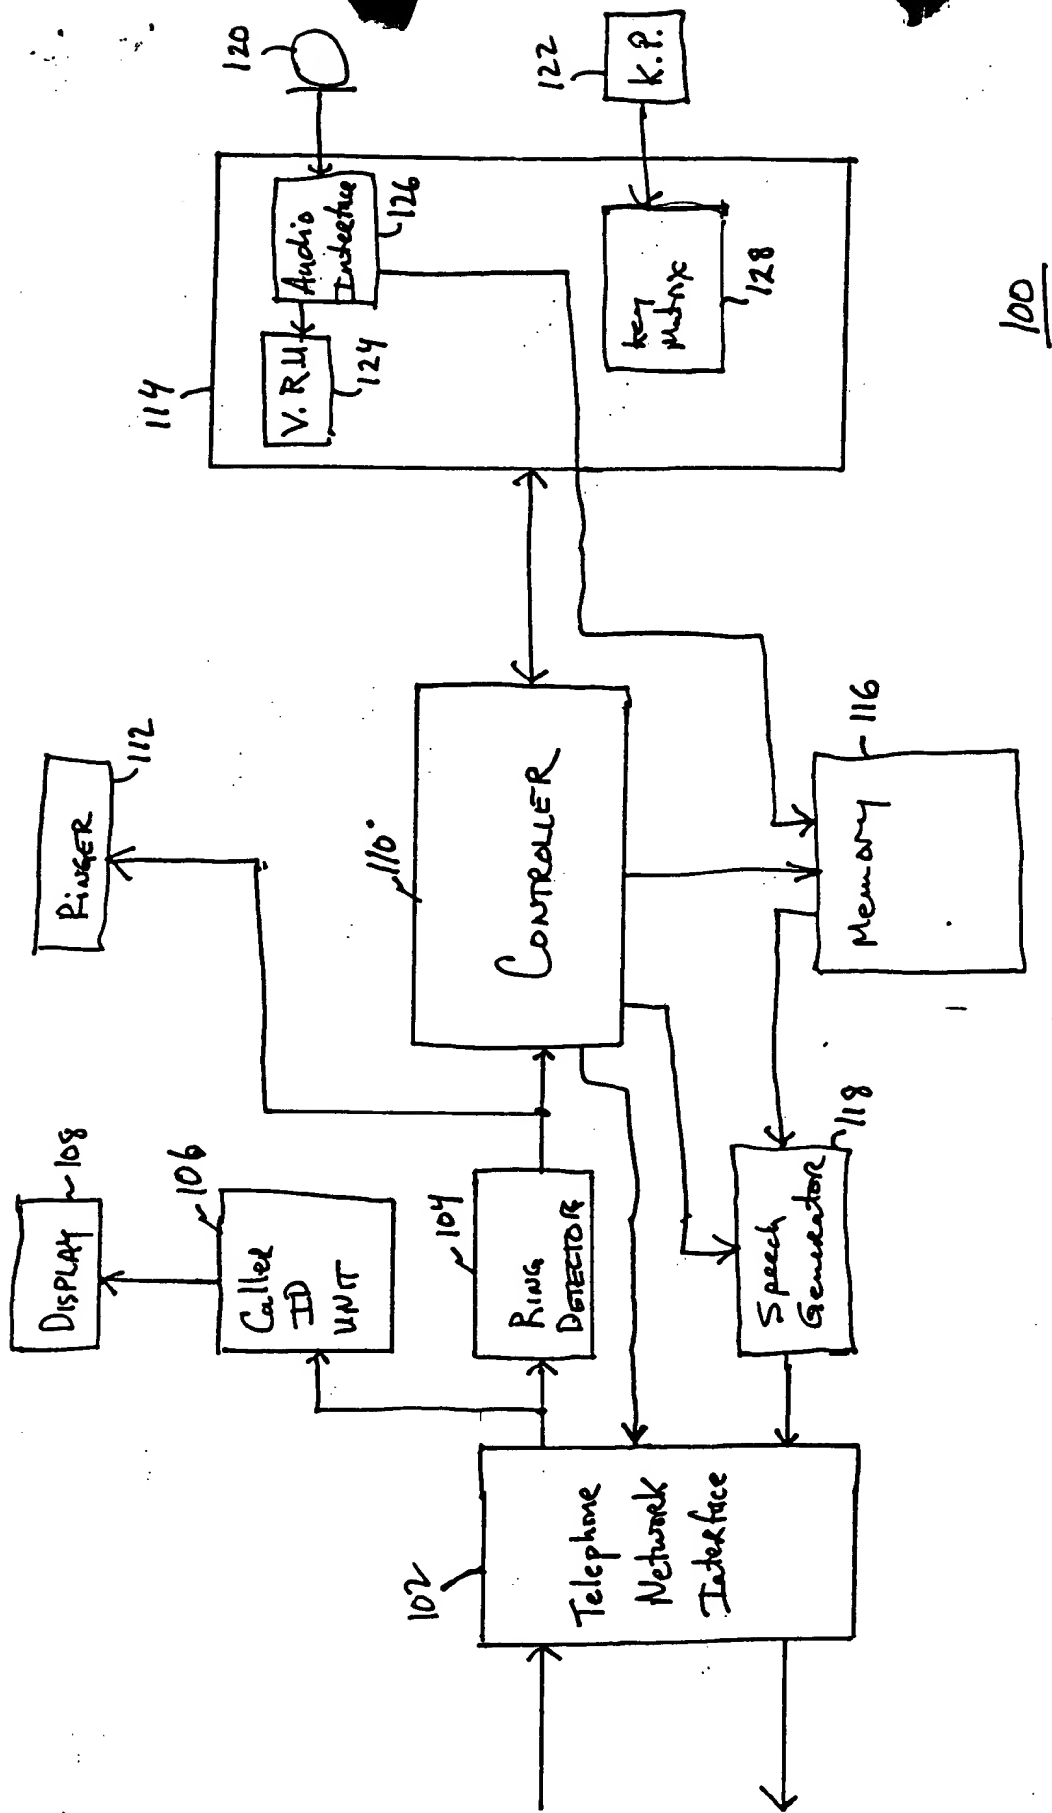 DISPLAY
108
RINGER
112
120
106
Caller
ID
UNIT
114
V.R.U
124
Audio
Interface
126
104
RING
DETECTOR
110
CONTROLLER
122
K.P.
102
Telephone
Network
Interface
Key
Matrix
128
Speech
Generator
118
Memory
116
100